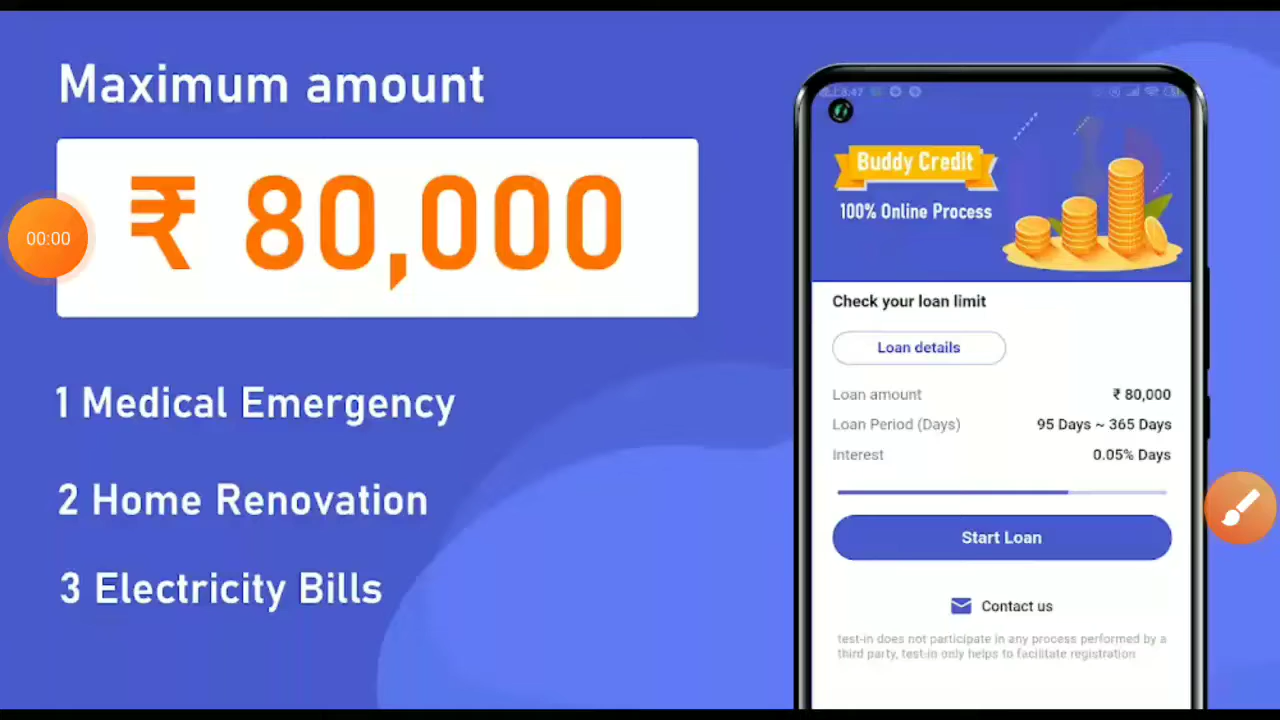 Maximum amount
₹ 80,000
00:00
1 Medical Emergency
2 Home Renovation
3 Electricity Bills
Buddy Credit
100% Online Process
Check your loan limit
Loan details
Loan amount ₹ 80,000
Loan Period (Days) 95 Days ~ 365 Days
Interest 0.05% Days
Start Loan
Contact us
test-in does not participate in any process performed by a
third party, test-in only helps to facilitate registration